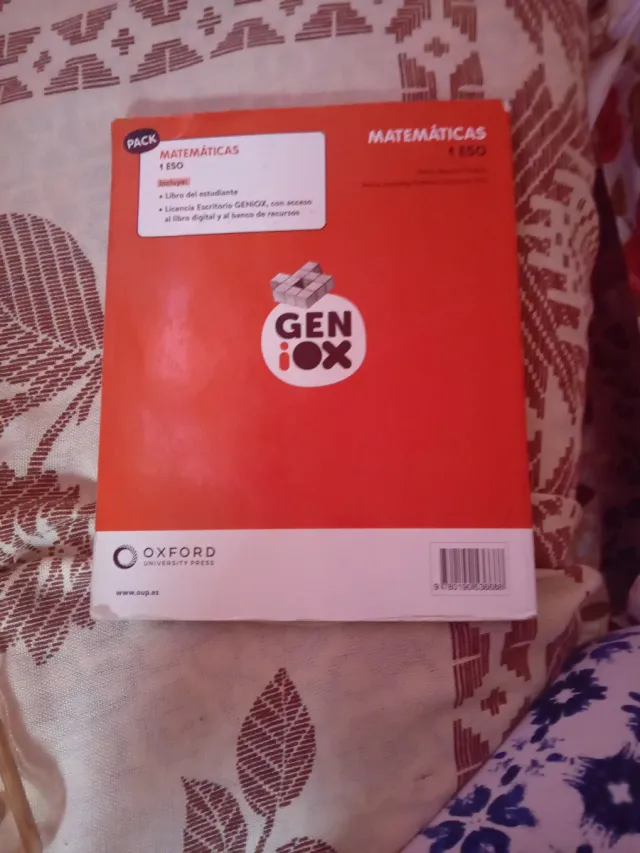 PACK
MATEMÁTICAS
1 ESO
Incluye:
• Libro del estudiante
• Licencia Escritorio GENIOX, con acceso
al libro digital y al banco de recursos
MATEMÁTICAS
1 ESO
GEN
iOX
OXFORD
UNIVERSITY PRESS
www.oup.es